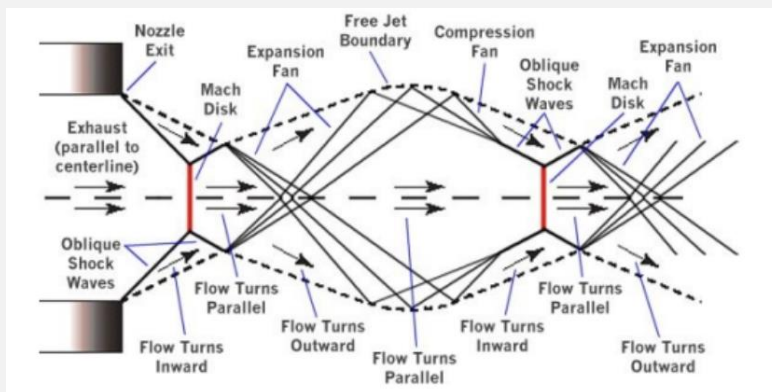 Nozzle
Exit
Expansion
Fan
Free Jet
Boundary
Compression
Fan
Expansion
Fan
Mach
Disk
Oblique
Shock
Waves
Mach
Disk
Exhaust
(parallel to
centerline)
Oblique
Shock
Waves
Flow Turns
Parallel
Flow Turns
Parallel
Flow Turns
Inward
Flow Turns
Outward
Flow Turns
Parallel
Flow Turns
Inward
Flow Turns
Outward